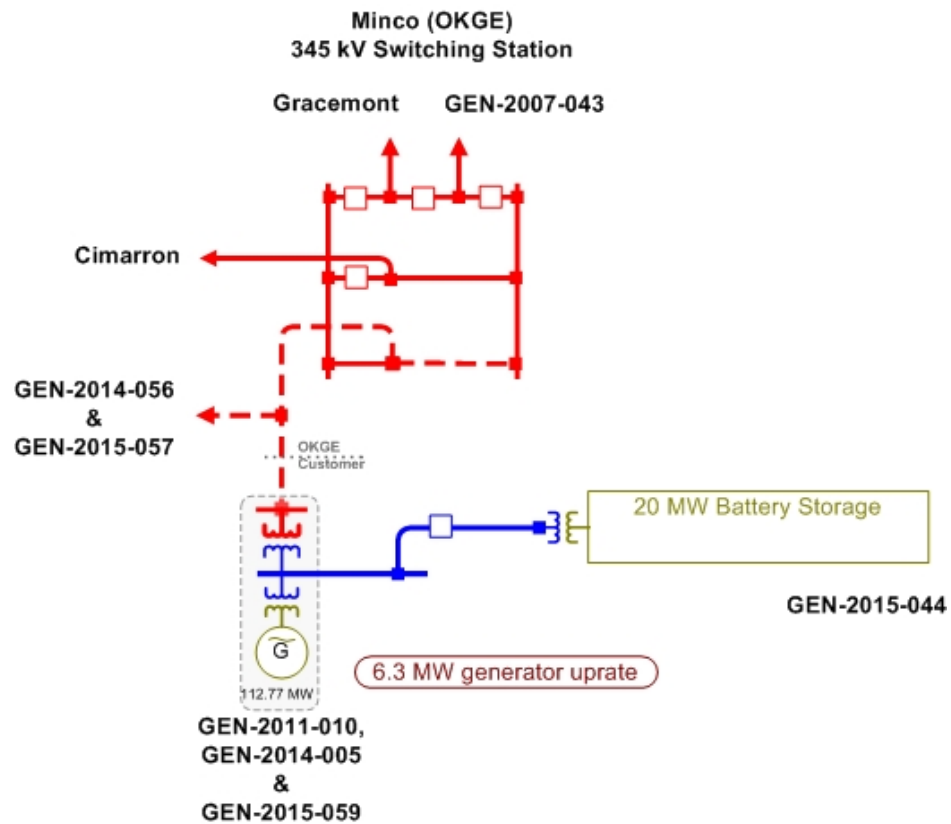 Minco (OKGE)
345 kV Switching Station
Gracemont
GEN-2007-043
Cimarron
GEN-2014-056
&
GEN-2015-057
OKGE
Customer
20 MW Battery Storage
GEN-2015-044
G
6.3 MW generator uprate
112.77 MW
GEN-2011-010,
GEN-2014-005
&
GEN-2015-059